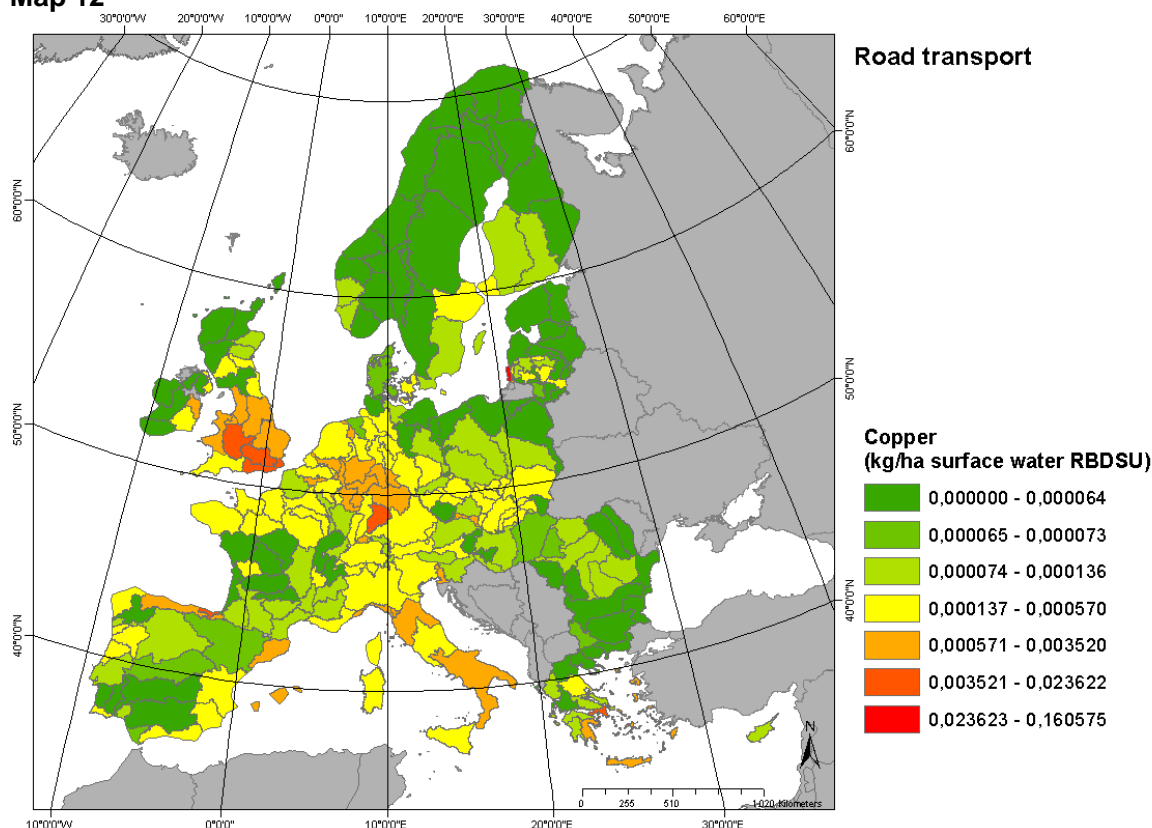 Map 12
30°0'0"W 20°0'0"W 10°0'0"W 0°0'0" 10°0'0"E 20°0'0"E 30°0'0"E 40°0'0"E 50°0'0"E 60°0'0"E
Road transport
60°0'0"N
60°0'0"N
50°0'0"N
50°0'0"N
40°0'0"N
40°0'0"N
Copper
(kg/ha surface water RBDSU)
0,000000 - 0,000064
0,000065 - 0,000073
0,000074 - 0,000136
0,000137 - 0,000570
0,000571 - 0,003520
0,003521 - 0,023622
0,023623 - 0,160575
N
0 255 510 1.020 Kilometers
10°0'0"W 0°0'0" 10°0'0"E 20°0'0"E 30°0'0"E